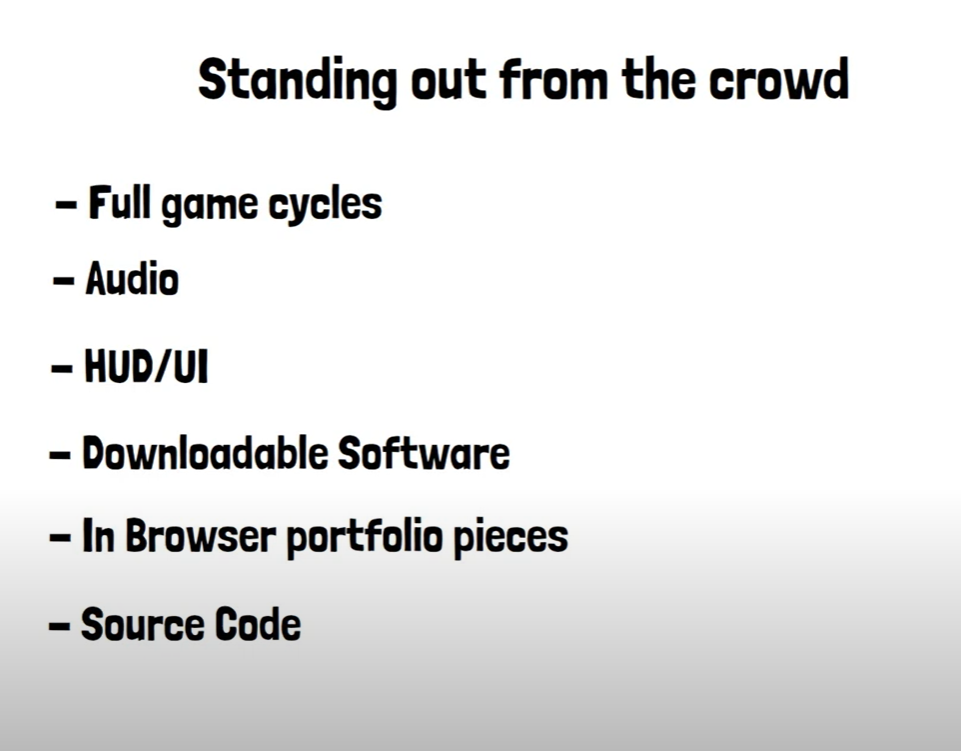 Standing out from the crowd
- Full game cycles
- Audio
- HUD/UI
- Downloadable Software
- In Browser portfolio pieces
- Source Code